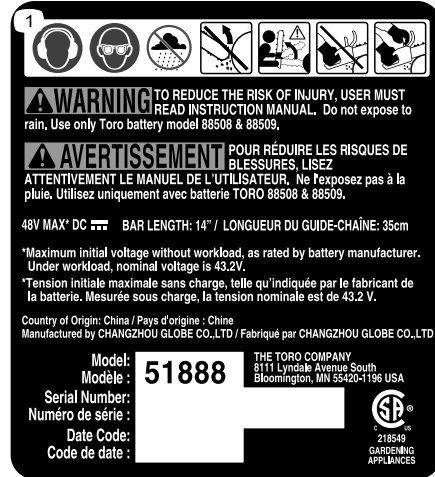 1
WARNING TO REDUCE THE RISK OF INJURY, USER MUST
READ INSTRUCTION MANUAL. Do not expose to
rain. Use only Toro battery model 88508 & 88509.
AVERTISSEMENT POUR RÉDUIRE LES RISQUES DE
BLESSURES, LISEZ
ATTENTIVEMENT LE MANUEL DE L'UTILISATEUR. Ne l'exposez pas à la
pluie. Utilisez uniquement avec batterie TORO 88508 & 88509.
48V MAX* DC BAR LENGTH: 14" / LONGUEUR DU GUIDE-CHAÎNE: 35cm
*Maximum initial voltage without workload, as rated by battery manufacturer.
Under workload, nominal voltage is 43.2V.
*Tension initiale maximale sans charge, telle qu'indiquée par le fabricant de
la batterie. Mesurée sous charge, la tension nominale est de 43.2 V.
Country of Origin: China / Pays d'origine : Chine
Manufactured by CHANGZHOU GLOBE CO.,LTD / Fabriqué par CHANGZHOU GLOBE CO.,LTD
Model:
Modèle :
51888
Serial Number:
Numéro de série :
Date Code:
Code de date :
THE TORO COMPANY
8111 Lyndale Avenue South
Bloomington, MN 55420-1196 USA
SA ®
C US
218549
GARDENING
APPLIANCES